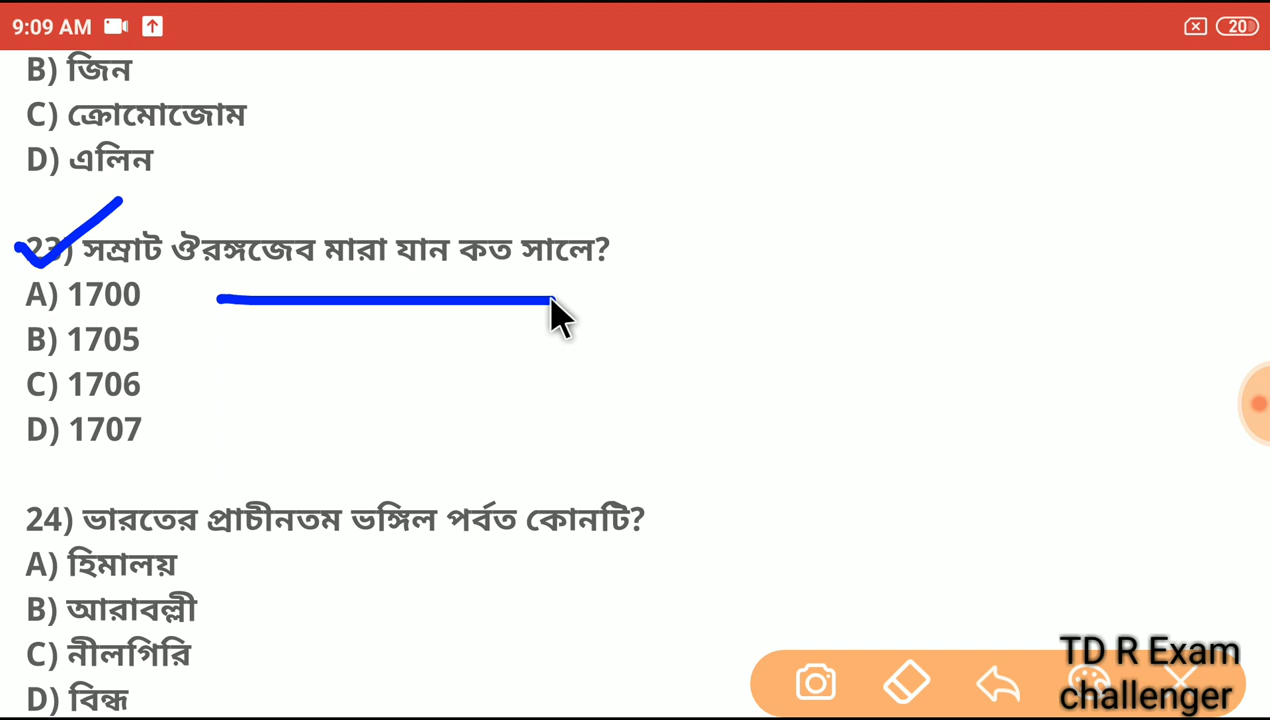 9:09 AM
20
B) জিন
C) ক্রোমোজোম
D) এলিন
23) সম্রাট ঔরঙ্গজেব মারা যান কত সালে?
A) 1700
B) 1705
C) 1706
D) 1707
24) ভারতের প্রাচীনতম ভঙ্গিল পর্বত কোনটি?
A) হিমালয়
B) আরাবল্লী
C) নীলগিরি
D) বিন্ধ
TD R Exam
challenger